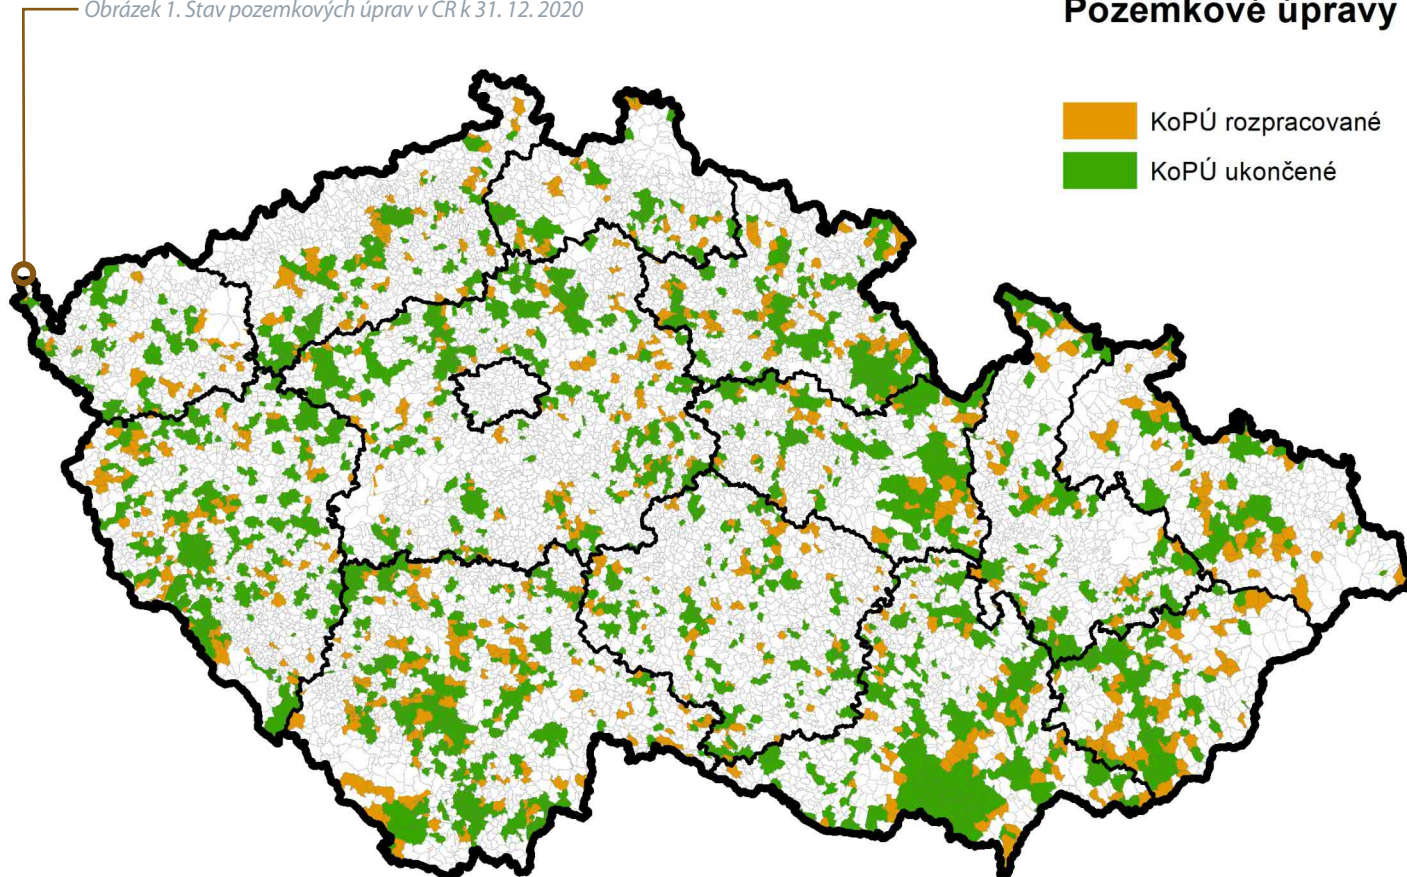 Obrázek 1. Stav pozemkových úprav v ČR k 31. 12. 2020
Pozemkové úpravy
KoPÚ rozpracované
KoPÚ ukončené